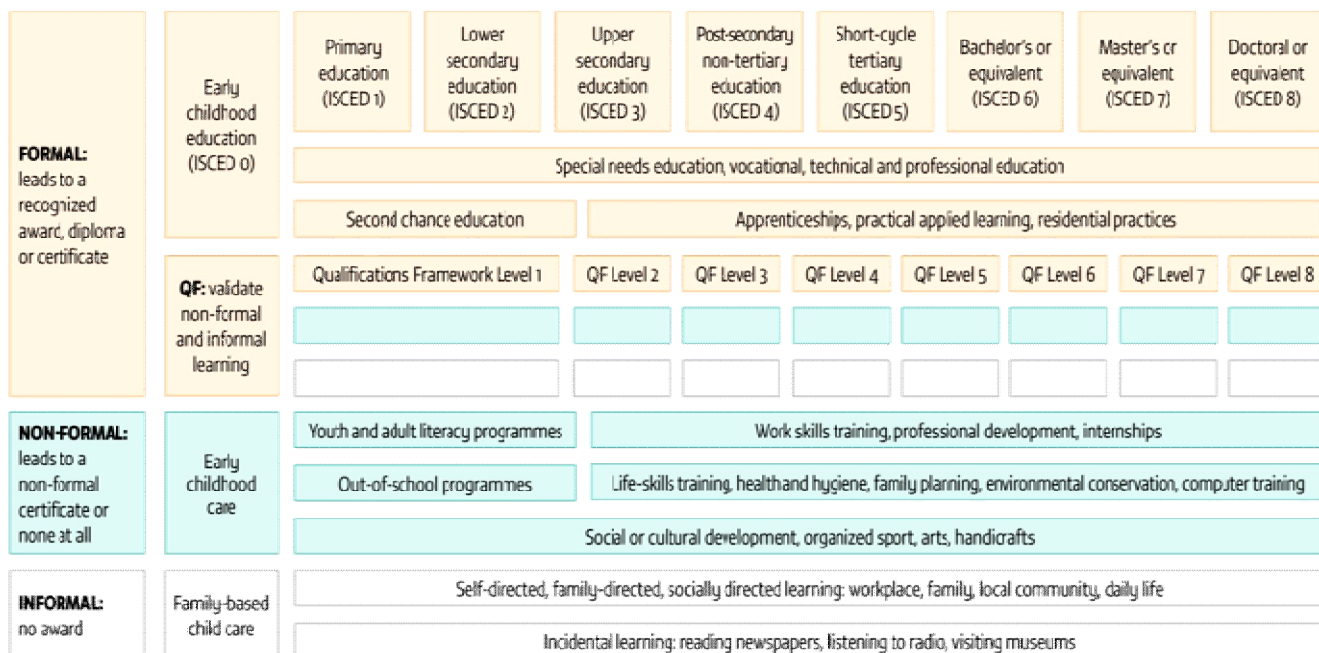 FORMAL:
leads to a
recognized
award, diploma
or certificate
Early
childhood
education
(ISCED 0)
Primary
education
(ISCED 1)
Lower
secondary
education
(ISCED 2)
Upper
secondary
education
(ISCED 3)
Post-secondary
non-tertiary
education
(ISCED 4)
Short-cycle
tertiary
education
(ISCED 5)
Bachelor's or
equivalent
(ISCED 6)
Master's or
equivalent
(ISCED 7)
Doctoral or
equivalent
(ISCED 8)
Special needs education, vocational, technical and professional education
Second chance education
Apprenticeships, practical applied learning, residential practices
QF: validate
non-formal
and informal
learning
Qualifications Framework Level 1
QF Level 2
QF Level 3
QF Level 4
QF Level 5
QF Level 6
QF Level 7
QF Level 8
NON-FORMAL:
leads to a
non-formal
certificate or
none at all
Early
childhood
care
Youth and adult literacy programmes
Work skills training, professional development, internships
Out-of-school programmes
Life-skills training, health and hygiene, family planning, environmental conservation, computer training
Social or cultural development, organized sport, arts, handicrafts
INFORMAL:
no award
Family-based
child care
Self-directed, family-directed, socially directed learning: workplace, family, local community, daily life
Incidental learning: reading newspapers, listening to radio, visiting museums